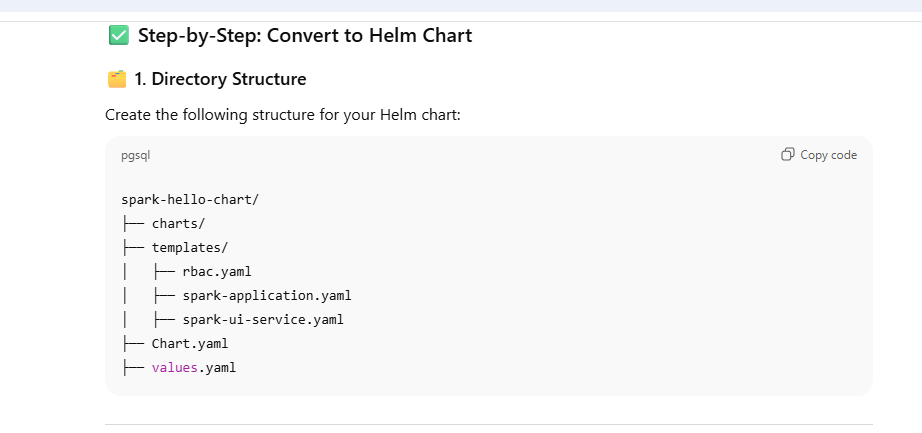 ✅ Step-by-Step: Convert to Helm Chart
🗂️ 1. Directory Structure
Create the following structure for your Helm chart:
pgsql
Copy code
spark-hello-chart/
├── charts/
├── templates/
│   ├── rbac.yaml
│   ├── spark-application.yaml
│   ├── spark-ui-service.yaml
├── Chart.yaml
├── values.yaml